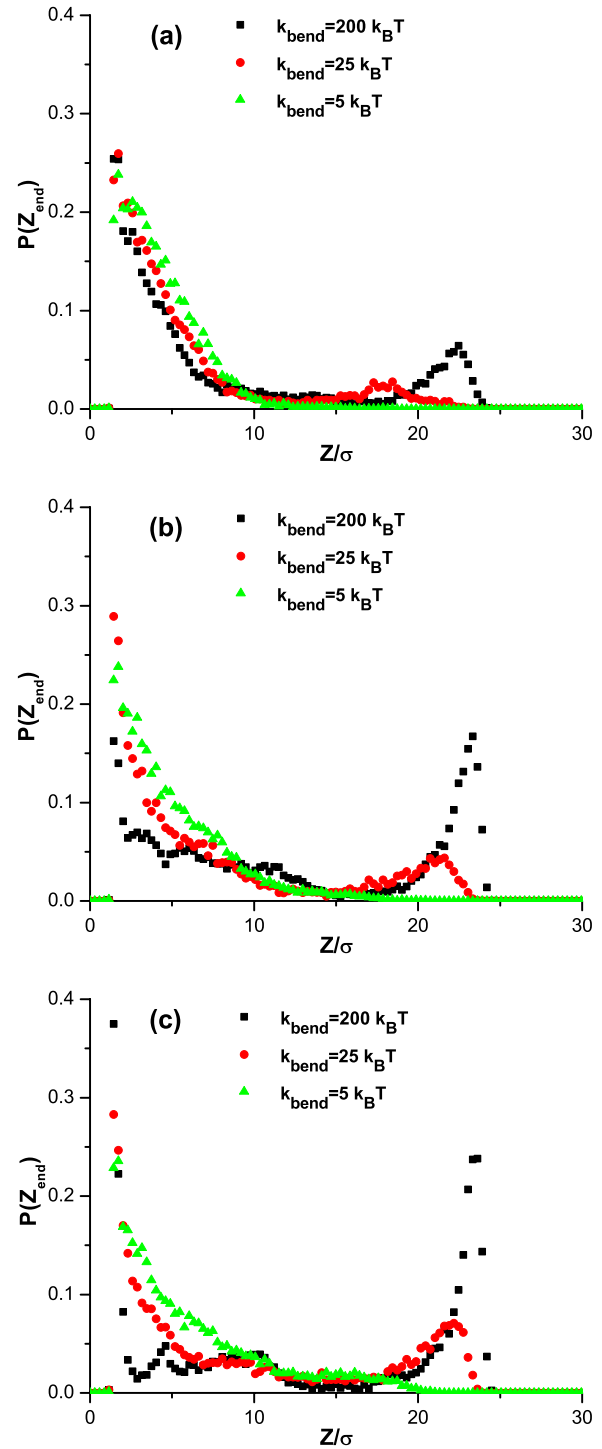 0.4
(a)
k_bend=200 k_BT
k_bend=25 k_BT
k_bend=5 k_BT
0.3
0.2
0.1
0.0
P(Z_end)
0 10 20 30
Z/σ
0.4
(b)
k_bend=200 k_BT
k_bend=25 k_BT
k_bend=5 k_BT
0.3
0.2
0.1
0.0
P(Z_end)
0 10 20 30
Z/σ
0.4
(c)
k_bend=200 k_BT
k_bend=25 k_BT
k_bend=5 k_BT
0.3
0.2
0.1
0.0
P(Z_end)
0 10 20 30
Z/σ